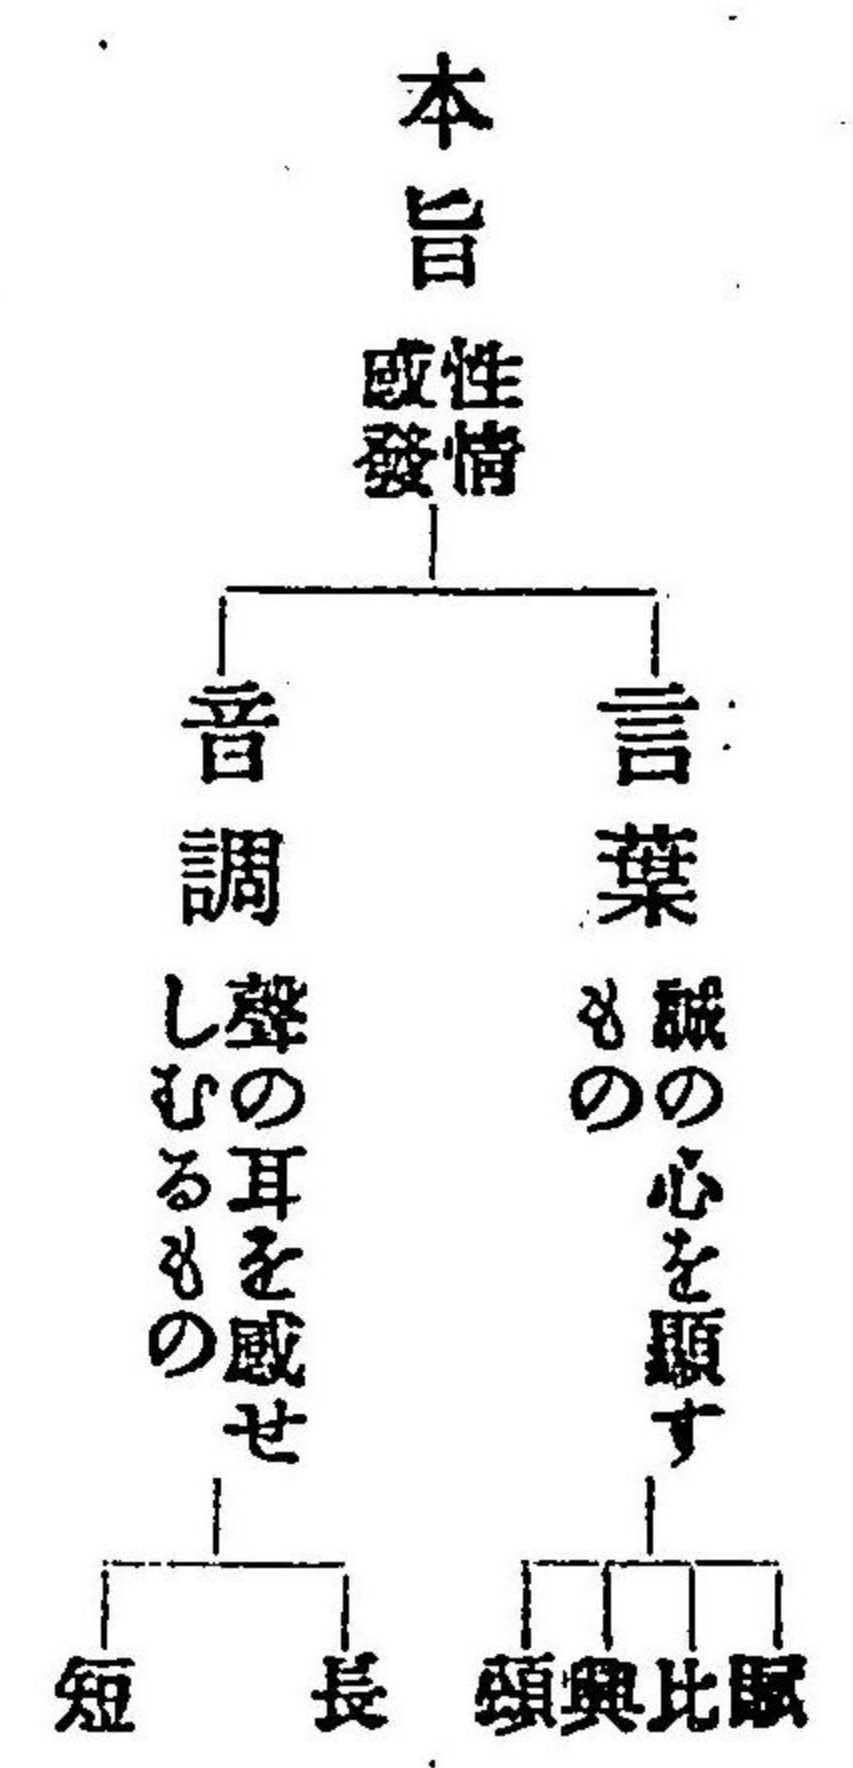 本旨
性情
感發
言葉
誠の心を顯す
もの
賦
比
興
頌
音調
聲の耳を感せ
しむるもの
長
短